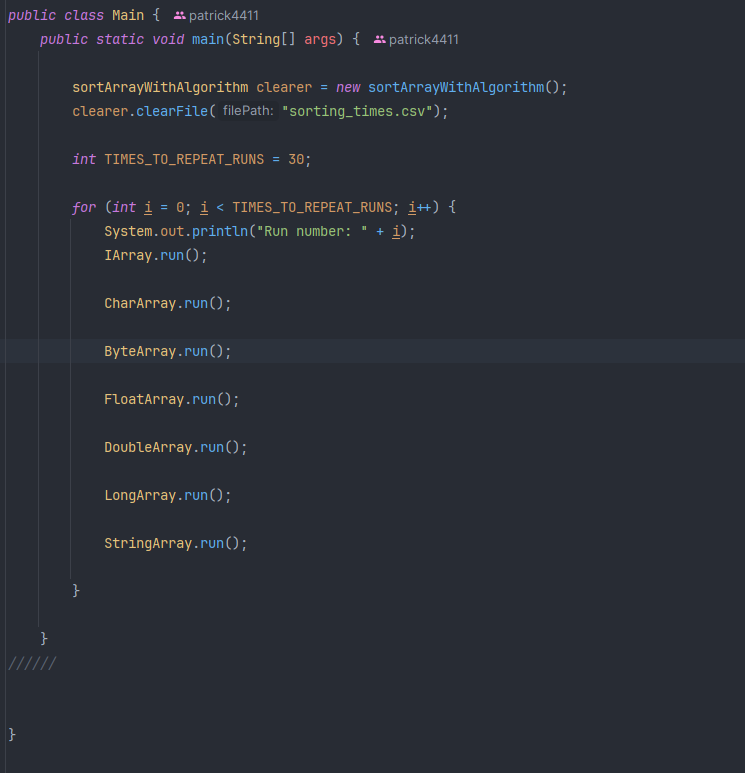 public class Main { patrick4411
    public static void main(String[] args) { patrick4411
        sortArrayWithAlgorithm clearer = new sortArrayWithAlgorithm();
        clearer.clearFile( filePath: "sorting_times.csv");
        int TIMES_TO_REPEAT_RUNS = 30;
        for (int i = 0; i < TIMES_TO_REPEAT_RUNS; i++) {
            System.out.println("Run number: " + i);
            IArray.run();
            CharArray.run();
            ByteArray.run();
            FloatArray.run();
            DoubleArray.run();
            LongArray.run();
            StringArray.run();
        }
    }
//////
}